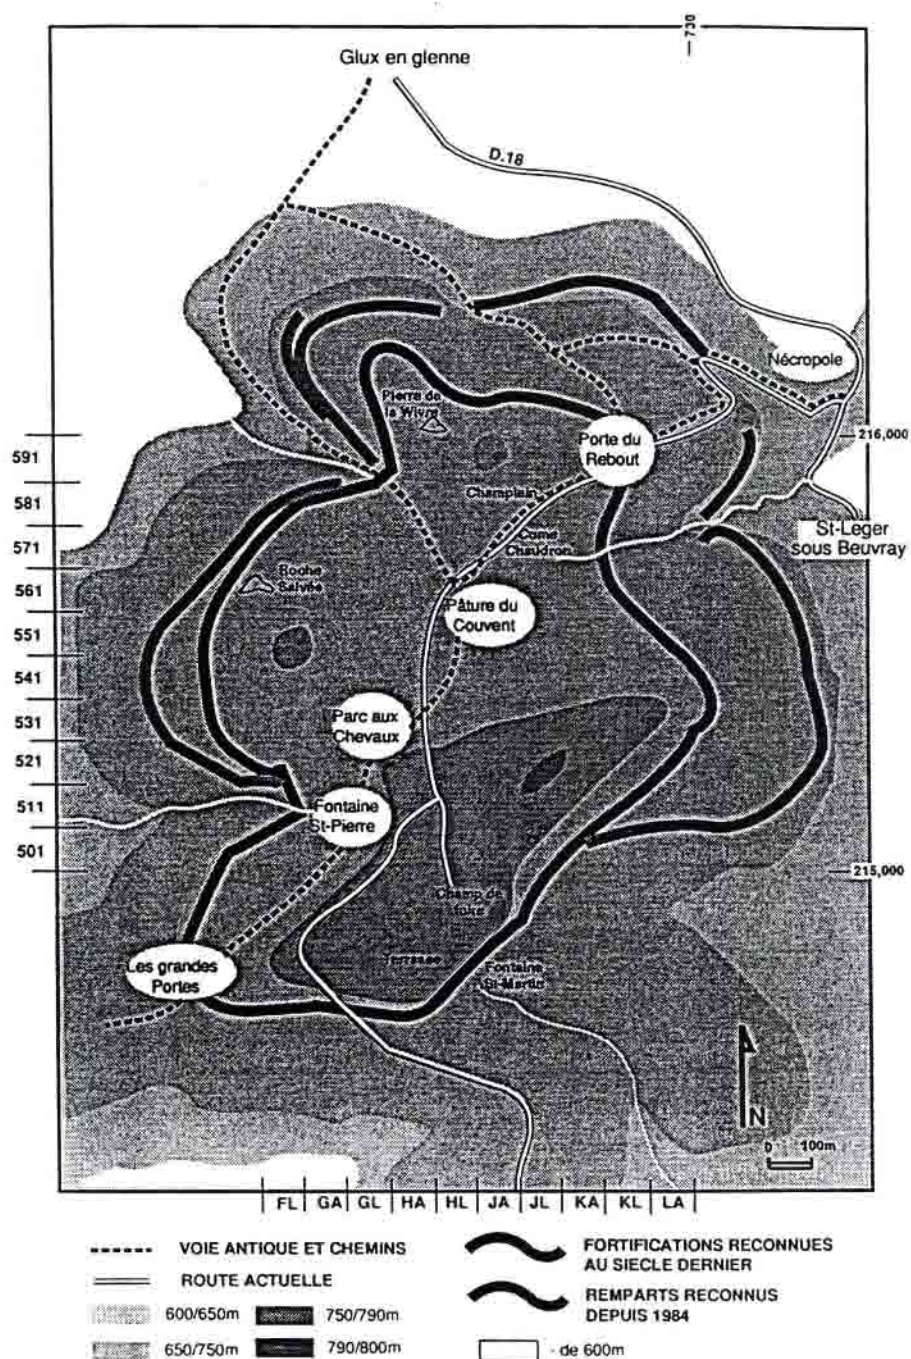 730
Glux en glenne
D.18
Nécropole
Pierre de
la Wivre
216,000
Porte du
Rebout
591
Champlain
581
Come
Chaudron
St-Leger
sous Beuvray
571
Roche
Salvée
561
Pâture du
Couvent
551
541
531
Parc aux
Chevaux
521
511
Fontaine
St-Pierre
501
215,000
Champ de
Terrasse
Les grandes
Portes
Fontaine
St-Martin
N
0 100m
FL GA GL HA HL JA JL KA KL LA
VOIE ANTIQUE ET CHEMINS
ROUTE ACTUELLE
600/650m
750/790m
650/750m
790/800m
FORTIFICATIONS RECONNUES
AU SIECLE DERNIER
REMPARTS RECONNUS
DEPUIS 1984
- de 600m